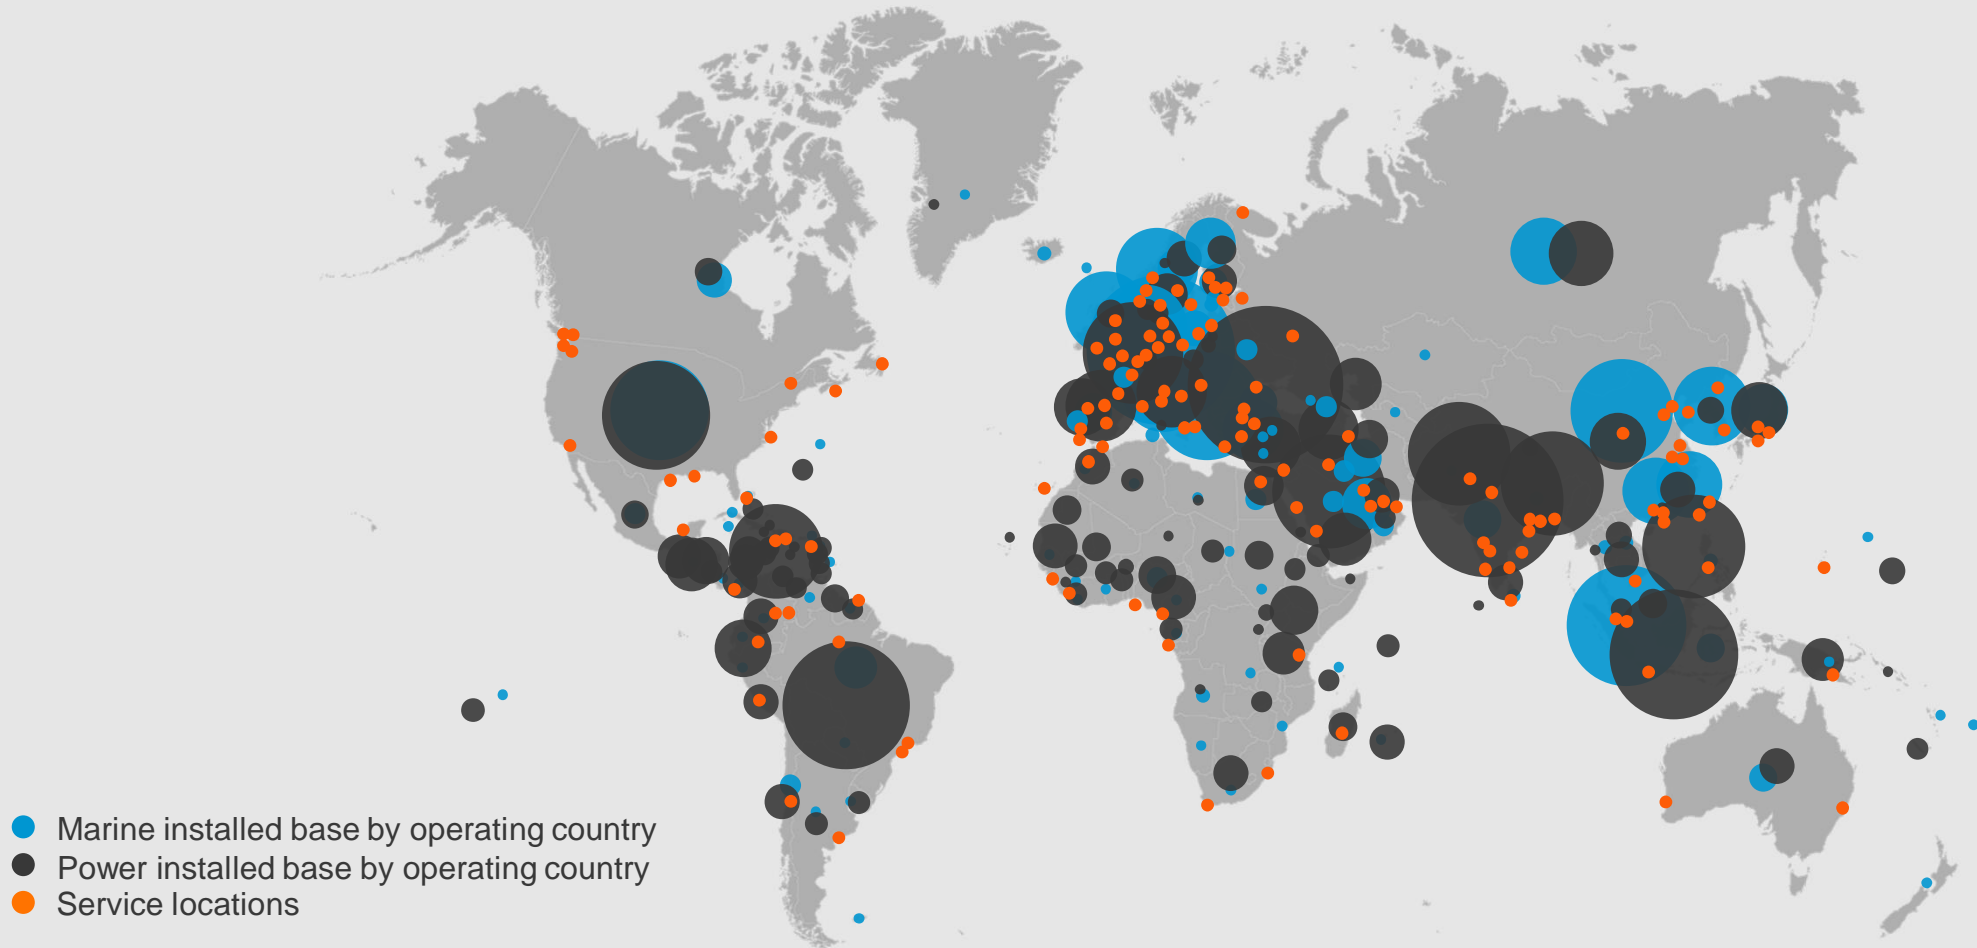 Marine installed base by operating country
Power installed base by operating country
Service locations